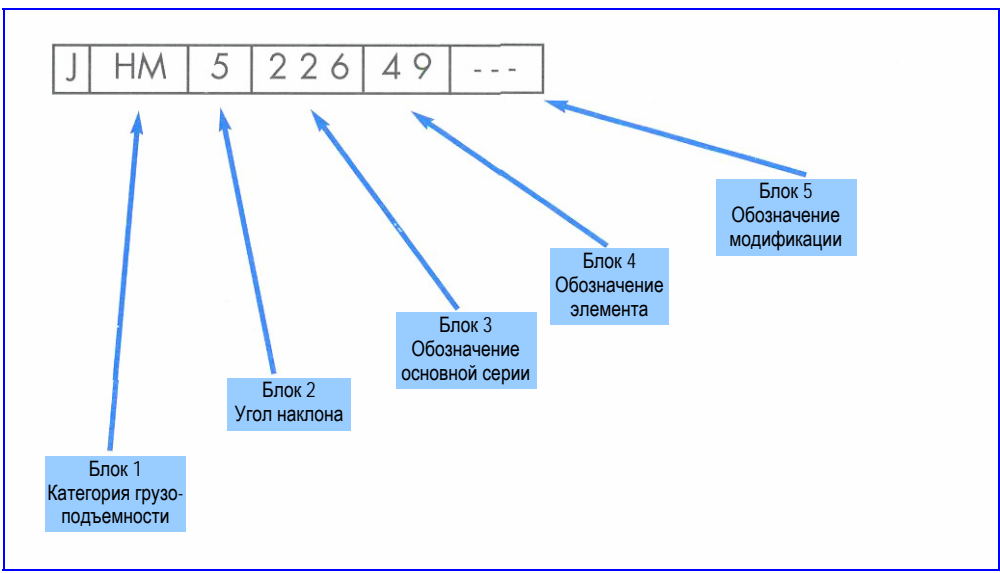 J HM 5 2 2 6 4 9 - - -
Блок 5
Обозначение
модификации
Блок 4
Обозначение
элемента
Блок 3
Обозначение
основной серии
Блок 2
Угол наклона
Блок 1
Категория грузо-
подъемности